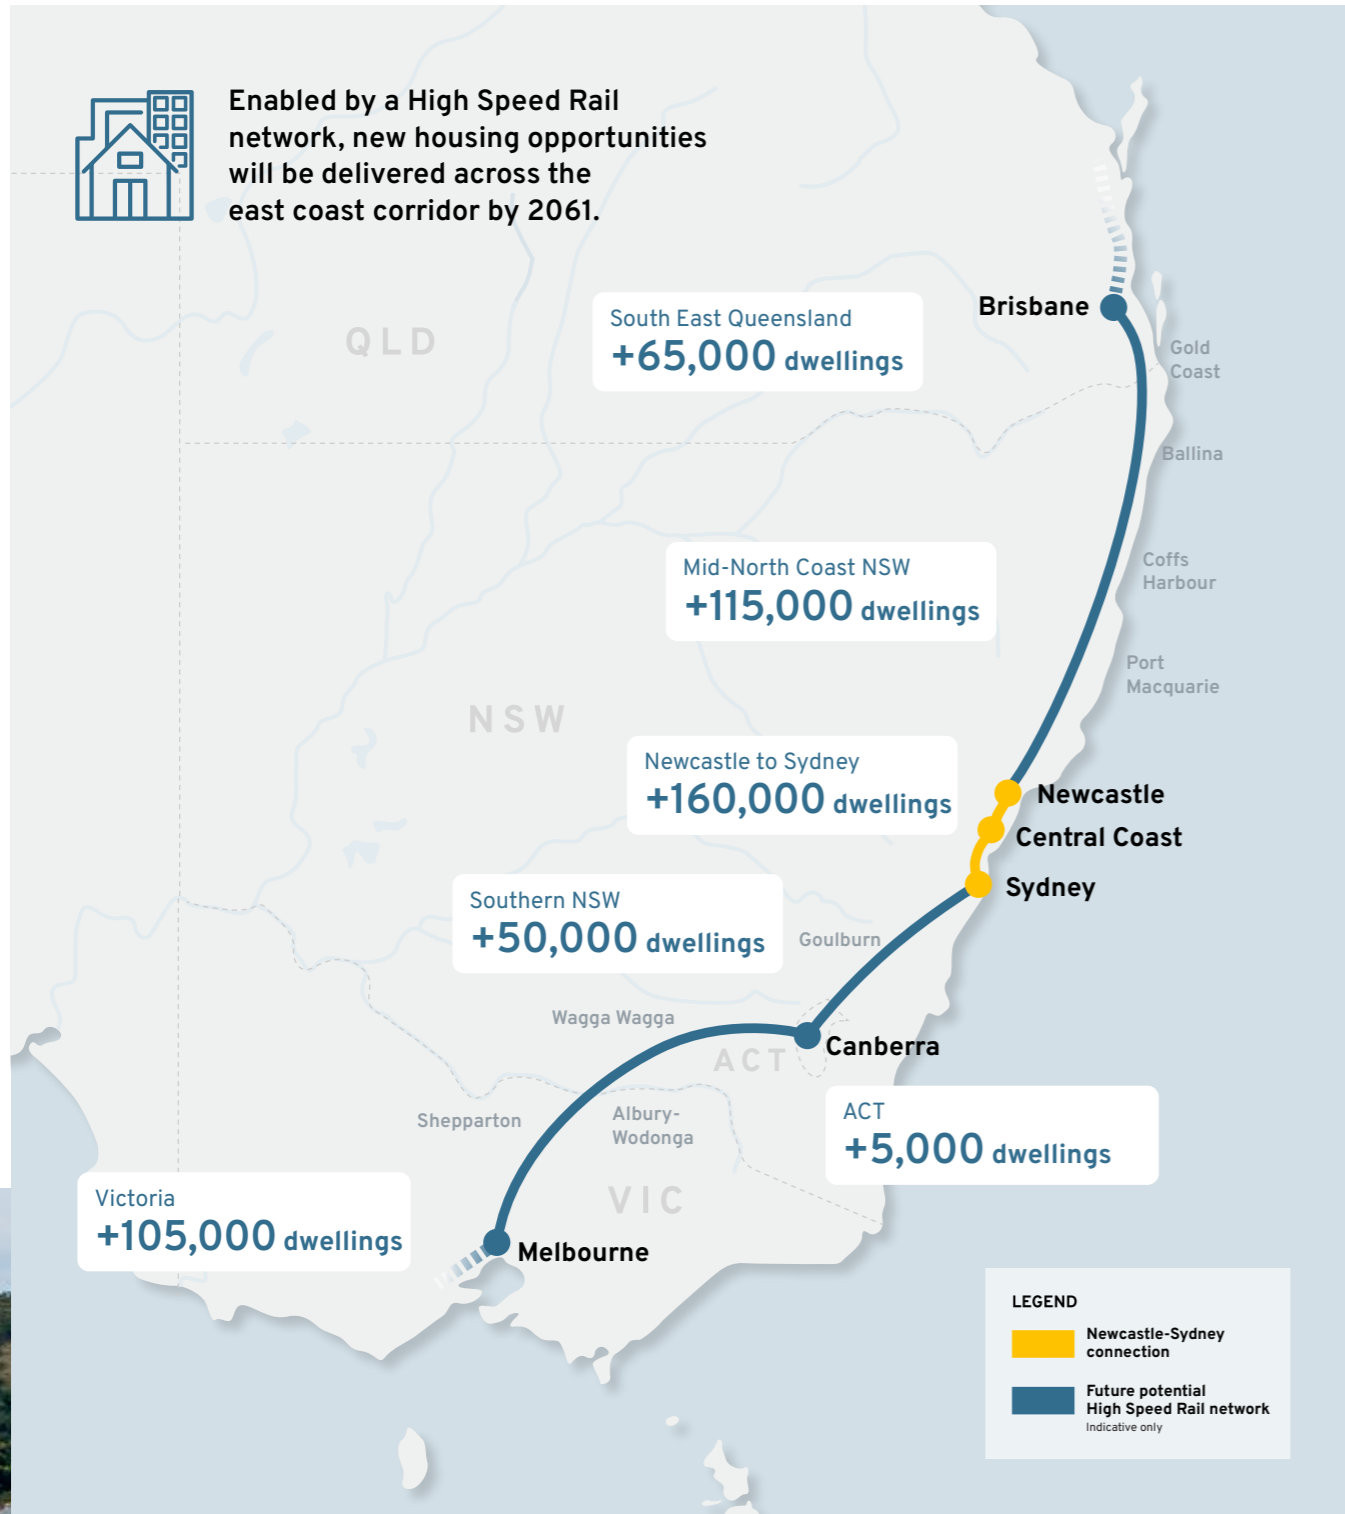 Enabled by a High Speed Rail
network, new housing opportunities
will be delivered across the
east coast corridor by 2061.
QLD
South East Queensland
+65,000 dwellings
Brisbane
Gold
Coast
Ballina
Mid-North Coast NSW
+115,000 dwellings
Coffs
Harbour
Port
Macquarie
NSW
Newcastle to Sydney
+160,000 dwellings
Newcastle
Central Coast
Sydney
Southern NSW
+50,000 dwellings
Goulburn
Wagga Wagga
ACT
Canberra
Shepparton
Albury-
Wodonga
ACT
+5,000 dwellings
VIC
Victoria
+105,000 dwellings
Melbourne
LEGEND
Newcastle-Sydney
connection
Future potential
High Speed Rail network
Indicative only